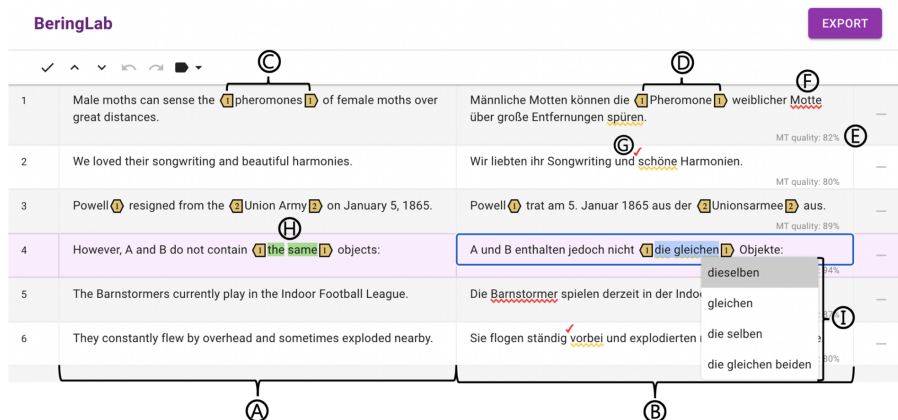 BeringLab
EXPORT
C
D
F
1 Male moths can sense the 1 pheromones 1 of female moths over
great distances.
Männliche Motten können die 1 Pheromone 1 weiblicher Motte
über große Entfernungen spüren.
MT quality: 82%
E
G
2 We loved their songwriting and beautiful harmonies.
Wir liebten ihr Songwriting und schöne Harmonien.
MT quality: 80%
3 Powell 1 resigned from the 2 Union Army 2 on January 5, 1865.
Powell 1 trat am 5. Januar 1865 aus der 2 Unionsarmee 2 aus.
MT quality: 89%
H
4 However, A and B do not contain 1 the same 1 objects:
A und B enthalten jedoch nicht 1 die gleichen 1 Objekte:
94%
dieselben
gleichen
die selben
die gleichen beiden
I
5 The Barnstormers currently play in the Indoor Football League.
Die Barnstormer spielen derzeit in der
6 They constantly flew by overhead and sometimes exploded nearby.
Sie flogen ständig vorbei und explodierten
80%
A
B